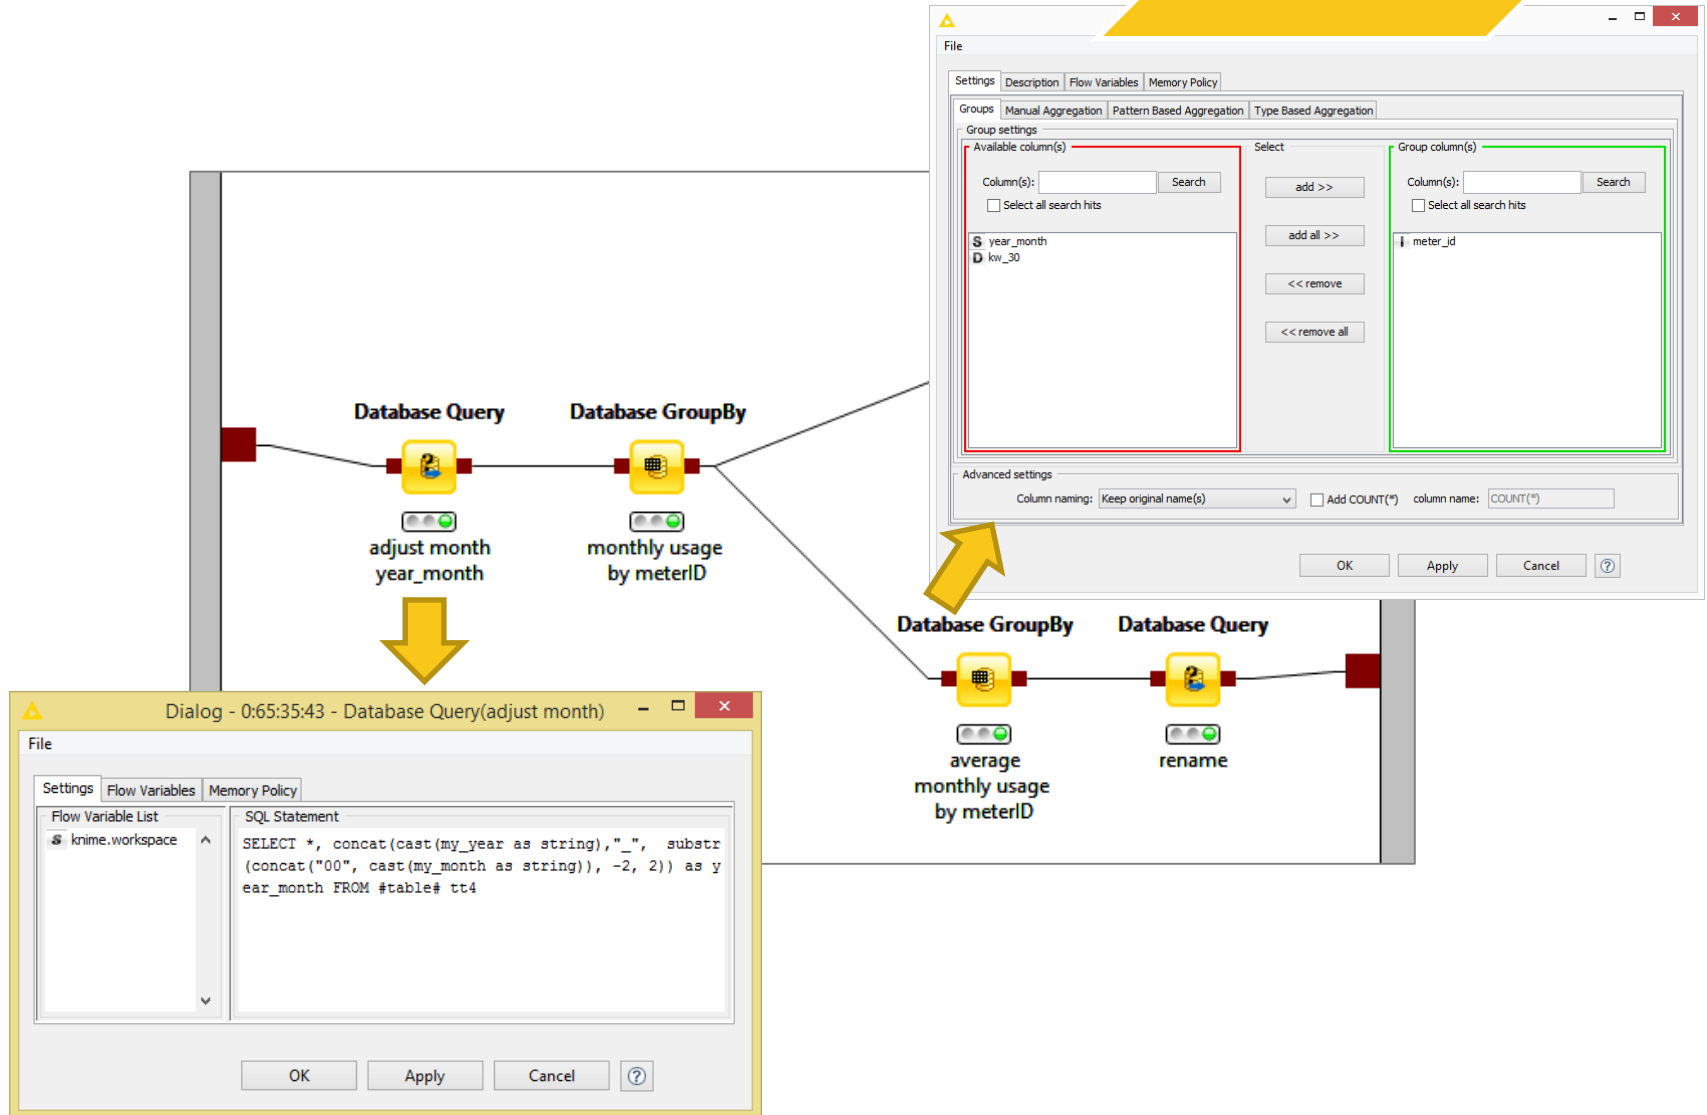 File
Settings Description Flow Variables Memory Policy
Groups Manual Aggregation Pattern Based Aggregation Type Based Aggregation
Group settings
Available column(s) Select Group column(s)
Column(s): Search add >> Column(s): Search
Select all search hits Select all search hits
add all >>
S year_month I meter_id
D kw_30
<< remove
<< remove all
Advanced settings
Column naming: Keep original name(s) Add COUNT(*) column name: COUNT(*)
OK Apply Cancel ?
Database Query Database GroupBy
adjust month
year_month
monthly usage
by meterID
Database GroupBy Database Query
average
monthly usage
by meterID
rename
Dialog - 0:65:35:43 - Database Query(adjust month)
File
Settings Flow Variables Memory Policy
Flow Variable List SQL Statement
S knime.workspace
SELECT *, concat(cast(my_year as string),"_", substr
(concat("00", cast(my_month as string)), -2, 2)) as y
ear_month FROM #table# tt4
OK Apply Cancel ?